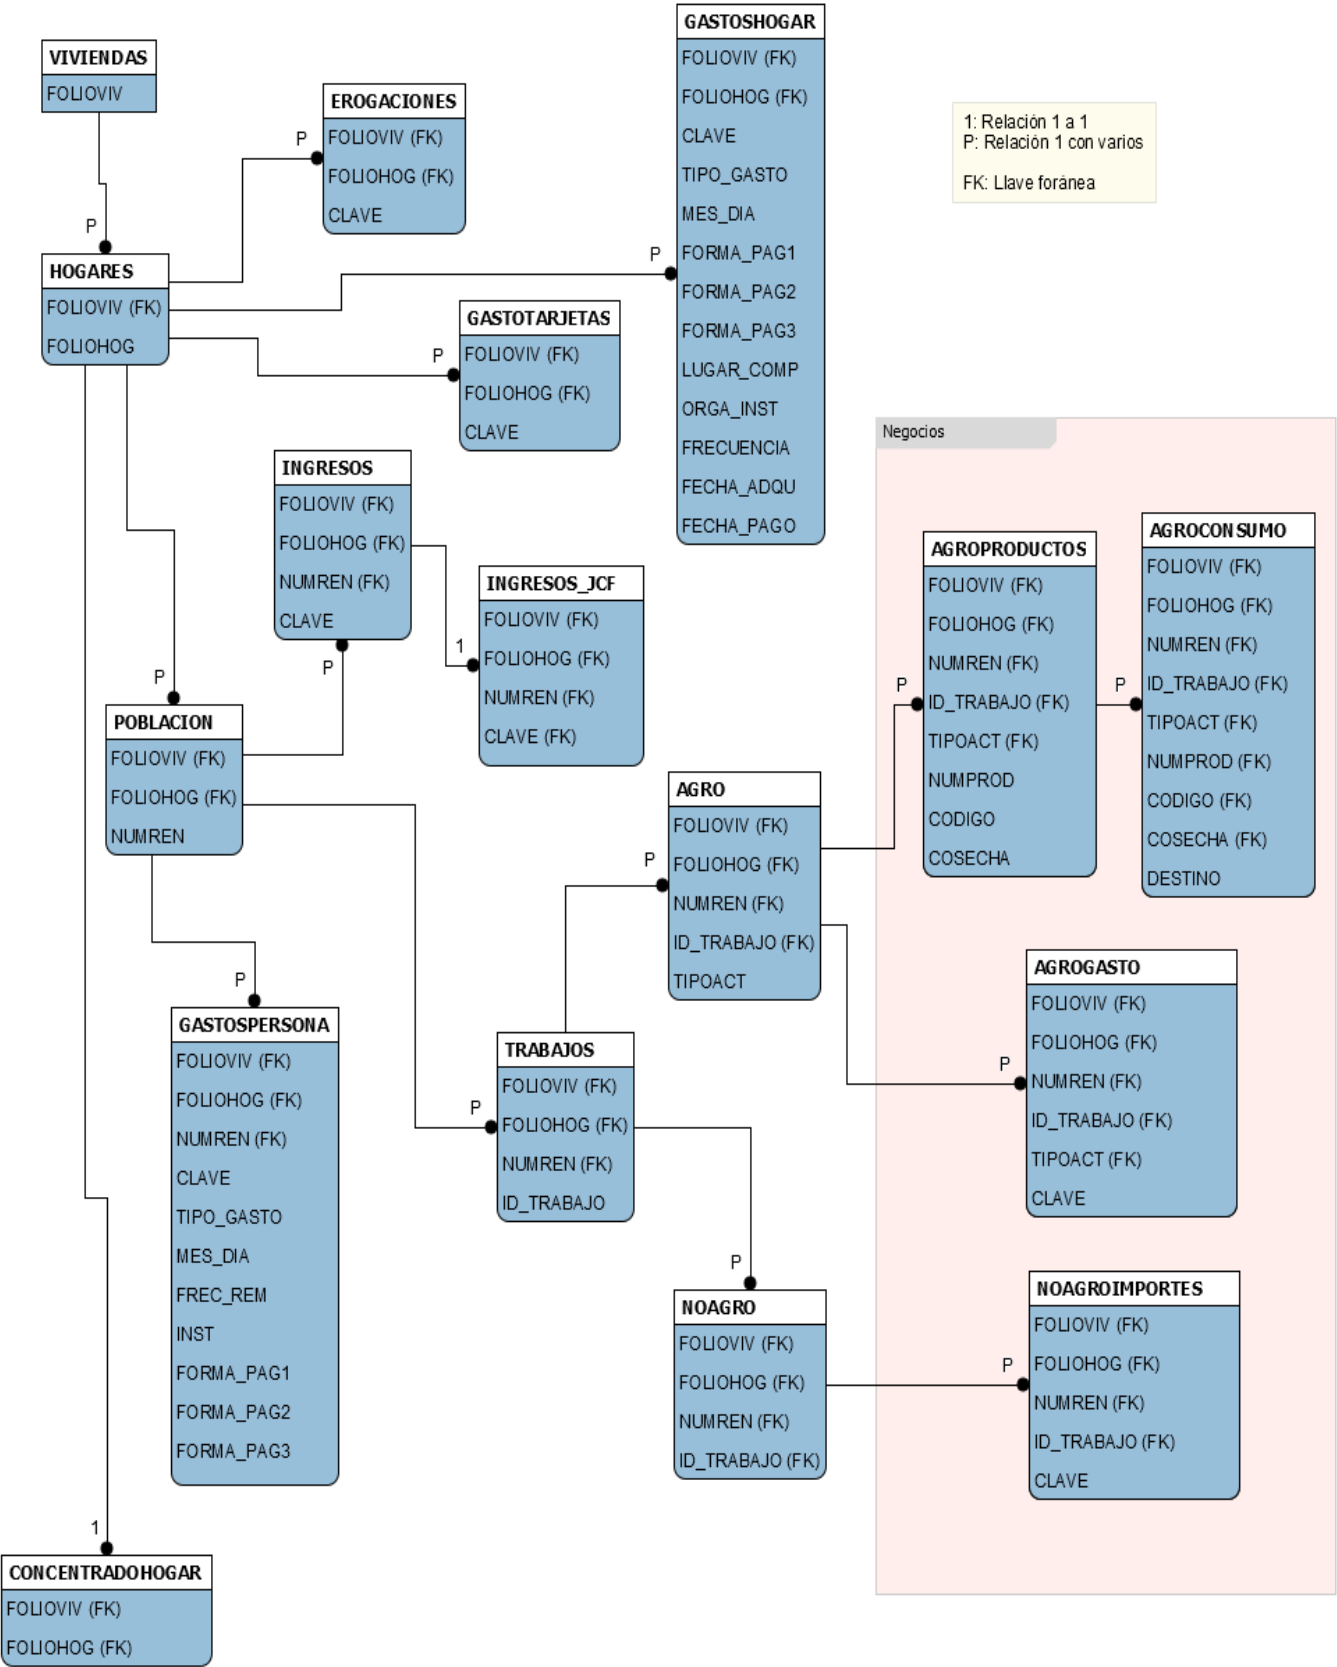 VIVIENDAS
FOLIOVIV
P
HOGARES
FOLIOVIV (FK)
FOLIOHOG
P
EROGACIONES
FOLIOVIV (FK)
FOLIOHOG (FK)
CLAVE
P
GASTOSHOGAR
FOLIOVIV (FK)
FOLIOHOG (FK)
CLAVE
TIPO_GASTO
MES_DIA
FORMA_PAG1
FORMA_PAG2
FORMA_PAG3
LUGAR_COMP
ORGA_INST
FRECUENCIA
FECHA_ADQU
FECHA_PAGO
1: Relación 1 a 1
P: Relación 1 con varios
FK: Llave foránea
P
GASTOTARJETAS
FOLIOVIV (FK)
FOLIOHOG (FK)
CLAVE
INGRESOS
FOLIOVIV (FK)
FOLIOHOG (FK)
NUMREN (FK)
CLAVE
P
1
INGRESOS_JCF
FOLIOVIV (FK)
FOLIOHOG (FK)
NUMREN (FK)
CLAVE (FK)
P
POBLACION
FOLIOVIV (FK)
FOLIOHOG (FK)
NUMREN
P
GASTOSPERSONA
FOLIOVIV (FK)
FOLIOHOG (FK)
NUMREN (FK)
CLAVE
TIPO_GASTO
MES_DIA
FREC_REM
INST
FORMA_PAG1
FORMA_PAG2
FORMA_PAG3
P
TRABAJOS
FOLIOVIV (FK)
FOLIOHOG (FK)
NUMREN (FK)
ID_TRABAJO
P
AGRO
FOLIOVIV (FK)
FOLIOHOG (FK)
NUMREN (FK)
ID_TRABAJO (FK)
TIPOACT
P
NOAGRO
FOLIOVIV (FK)
FOLIOHOG (FK)
NUMREN (FK)
ID_TRABAJO (FK)
Negocios
P
AGROPRODUCTOS
FOLIOVIV (FK)
FOLIOHOG (FK)
NUMREN (FK)
ID_TRABAJO (FK)
TIPOACT (FK)
NUMPROD
CODIGO
COSECHA
P
AGROCONSUMO
FOLIOVIV (FK)
FOLIOHOG (FK)
NUMREN (FK)
ID_TRABAJO (FK)
TIPOACT (FK)
NUMPROD (FK)
CODIGO (FK)
COSECHA (FK)
DESTINO
P
AGROGASTO
FOLIOVIV (FK)
FOLIOHOG (FK)
NUMREN (FK)
ID_TRABAJO (FK)
TIPOACT (FK)
CLAVE
P
NOAGROIMPORTES
FOLIOVIV (FK)
FOLIOHOG (FK)
NUMREN (FK)
ID_TRABAJO (FK)
CLAVE
1
CONCENTRADOHOGAR
FOLIOVIV (FK)
FOLIOHOG (FK)